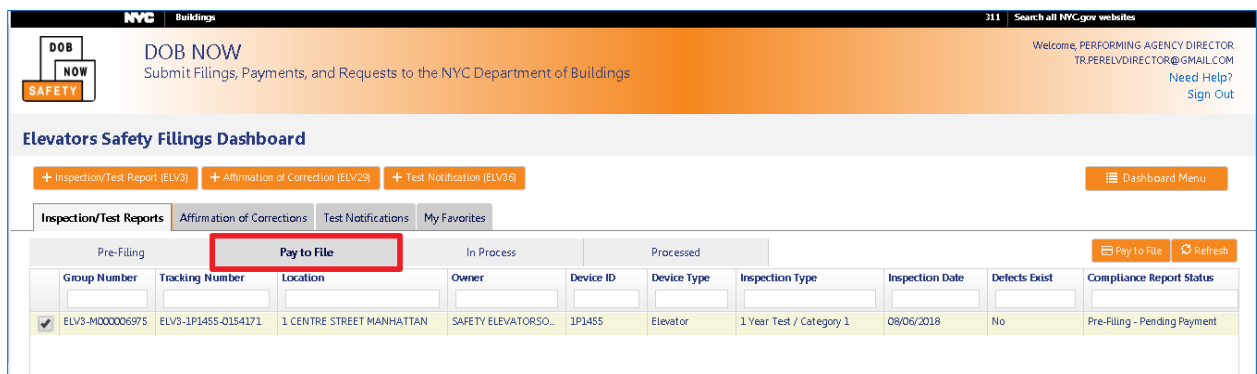 NYC Buildings 311 Search all NYC.gov websites
DOB NOW SAFETY
DOB NOW
Submit Filings, Payments, and Requests to the NYC Department of Buildings
Welcome, PERFORMING AGENCY DIRECTOR
TR.PERELVDIRECTOR@GMAIL.COM
Need Help?
Sign Out
Elevators Safety Filings Dashboard
+ Inspection/Test Report (ELV3) + Affirmation of Correction (ELV29) + Test Notification (ELV36) Dashboard Menu
Inspection/Test Reports Affirmation of Corrections Test Notifications My Favorites
Pre-Filing Pay to File In Process Processed Pay to File Refresh
Group Number Tracking Number Location Owner Device ID Device Type Inspection Type Inspection Date Defects Exist Compliance Report Status
ELV3-M000006975 ELV3-1P1455-0154171 1 CENTRE STREET MANHATTAN SAFETY ELEVATORSO... 1P1455 Elevator 1 Year Test / Category 1 08/06/2018 No Pre-Filing - Pending Payment